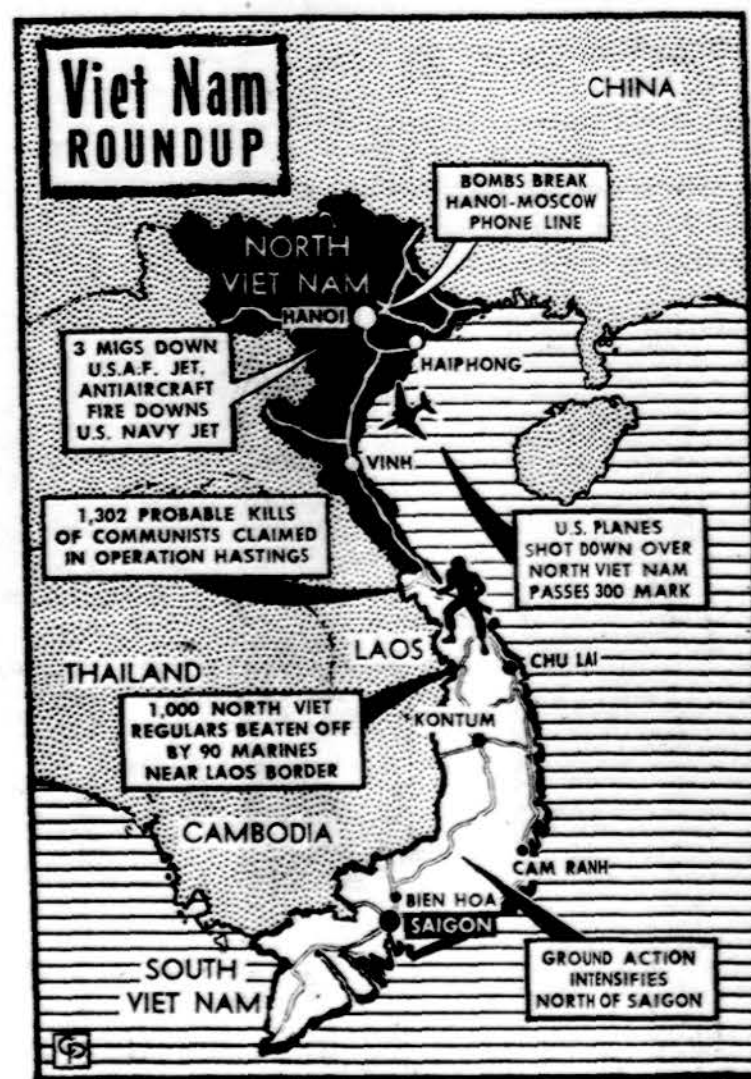 Viet Nam
ROUNDUP
CHINA
BOMBS BREAK
HANOI-MOSCOW
PHONE LINE
NORTH
VIET NAM
HANOI
3 MIGS DOWN
U.S.A.F. JET,
ANTIAIRCRAFT
FIRE DOWNS
U.S. NAVY JET
HAIPHONG
VINH
1,302 PROBABLE KILLS
OF COMMUNISTS CLAIMED
IN OPERATION HASTINGS
U.S. PLANES
SHOT DOWN OVER
NORTH VIET NAM
PASSES 300 MARK
LAOS
THAILAND
CHU LAI
1,000 NORTH VIET
REGULARS BEATEN OFF
BY 90 MARINES
NEAR LAOS BORDER
KONTUM
CAMBODIA
CAM RANH
BIEN HOA
SAIGON
GROUND ACTION
INTENSIFIES
NORTH OF SAIGON
SOUTH
VIET NAM
CP